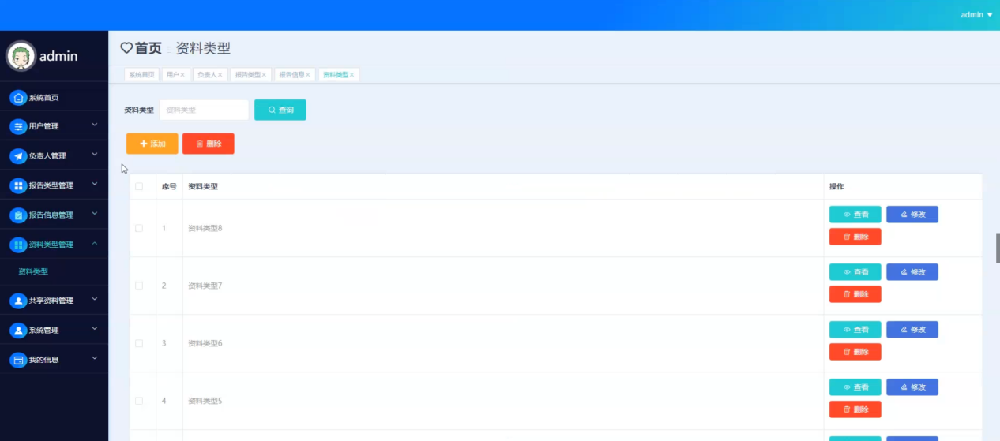 admin
admin
首页 资料类型
系统首页 用户× 负责人× 报告类型× 报告信息× 资料类型×
系统首页
用户管理
负责人管理
报告类型管理
报告信息管理
资料类型管理
资料类型
共享资料管理
系统管理
我的信息
资料类型 资料类型 查询
添加 删除
序号 资料类型 操作
1 资料类型8 查看 修改
删除
2 资料类型7 查看 修改
删除
3 资料类型6 查看 修改
删除
4 资料类型5 查看 修改
删除